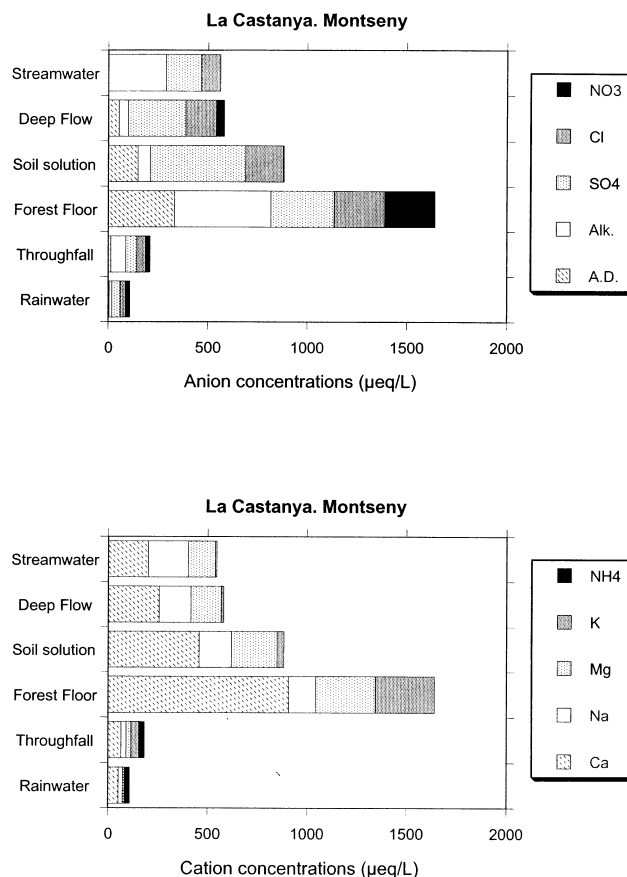 La Castanya. Montseny
Streamwater
Deep Flow
Soil solution
Forest Floor
Throughfall
Rainwater
0 500 1000 1500 2000
Anion concentrations (µeq/L)
NO3
Cl
SO4
Alk.
A.D.
La Castanya. Montseny
Streamwater
Deep Flow
Soil solution
Forest Floor
Throughfall
Rainwater
0 500 1000 1500 2000
Cation concentrations (µeq/L)
NH4
K
Mg
Na
Ca